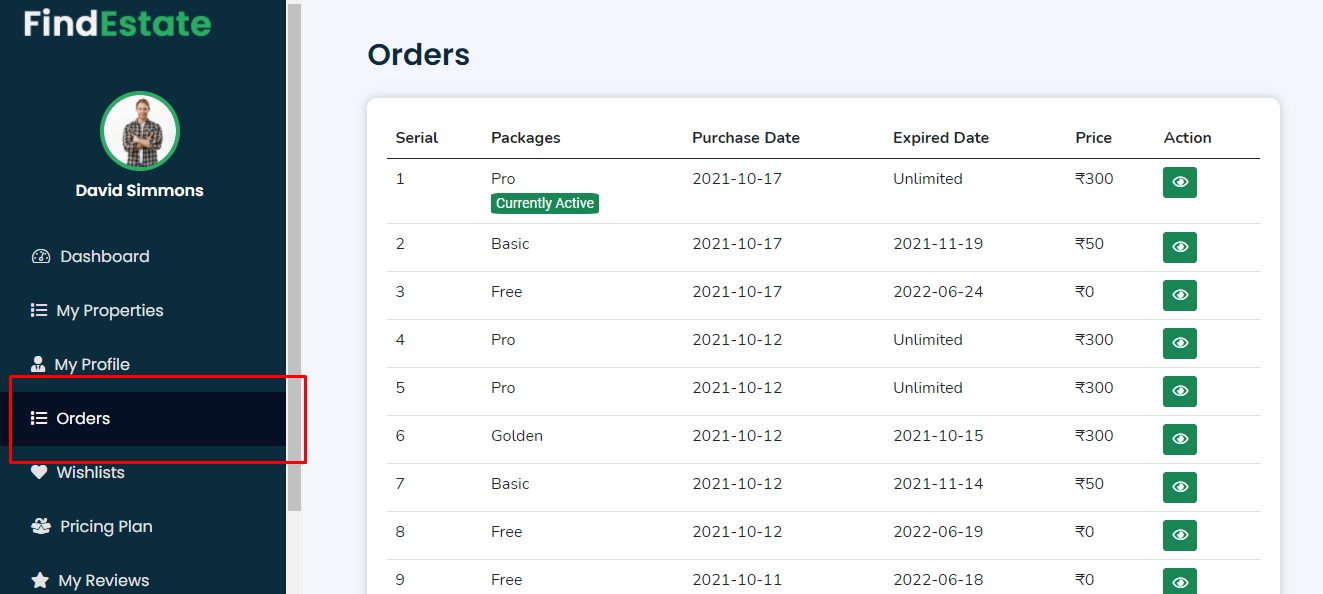 FindEstate
David Simmons
Dashboard
My Properties
My Profile
Orders
Wishlists
Pricing Plan
My Reviews
Orders
Serial Packages Purchase Date Expired Date Price Action
1 Pro 2021-10-17 Unlimited ₹300
Currently Active
2 Basic 2021-10-17 2021-11-19 ₹50
3 Free 2021-10-17 2022-06-24 ₹0
4 Pro 2021-10-12 Unlimited ₹300
5 Pro 2021-10-12 Unlimited ₹300
6 Golden 2021-10-12 2021-10-15 ₹300
7 Basic 2021-10-12 2021-11-14 ₹50
8 Free 2021-10-12 2022-06-19 ₹0
9 Free 2021-10-11 2022-06-18 ₹0